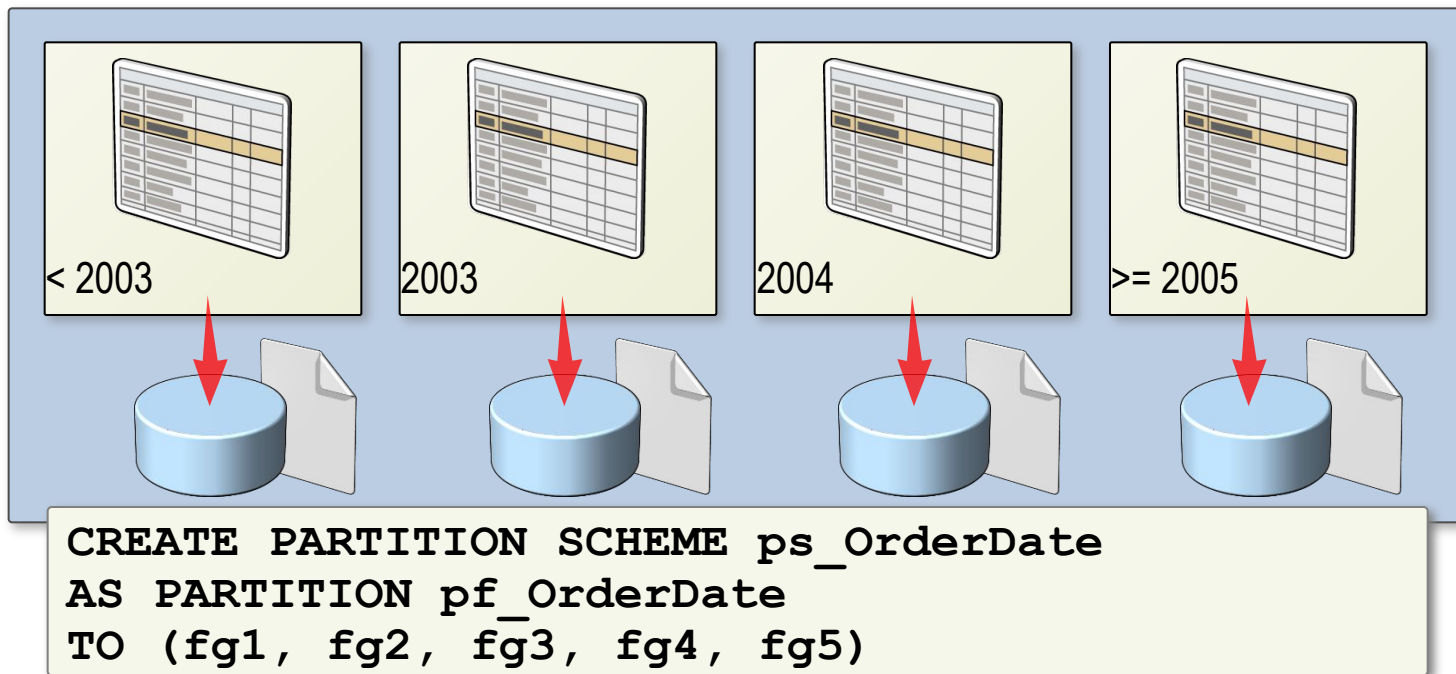 < 2003
2003
2004
>= 2005
CREATE PARTITION SCHEME ps_OrderDate
AS PARTITION pf_OrderDate
TO (fg1, fg2, fg3, fg4, fg5)